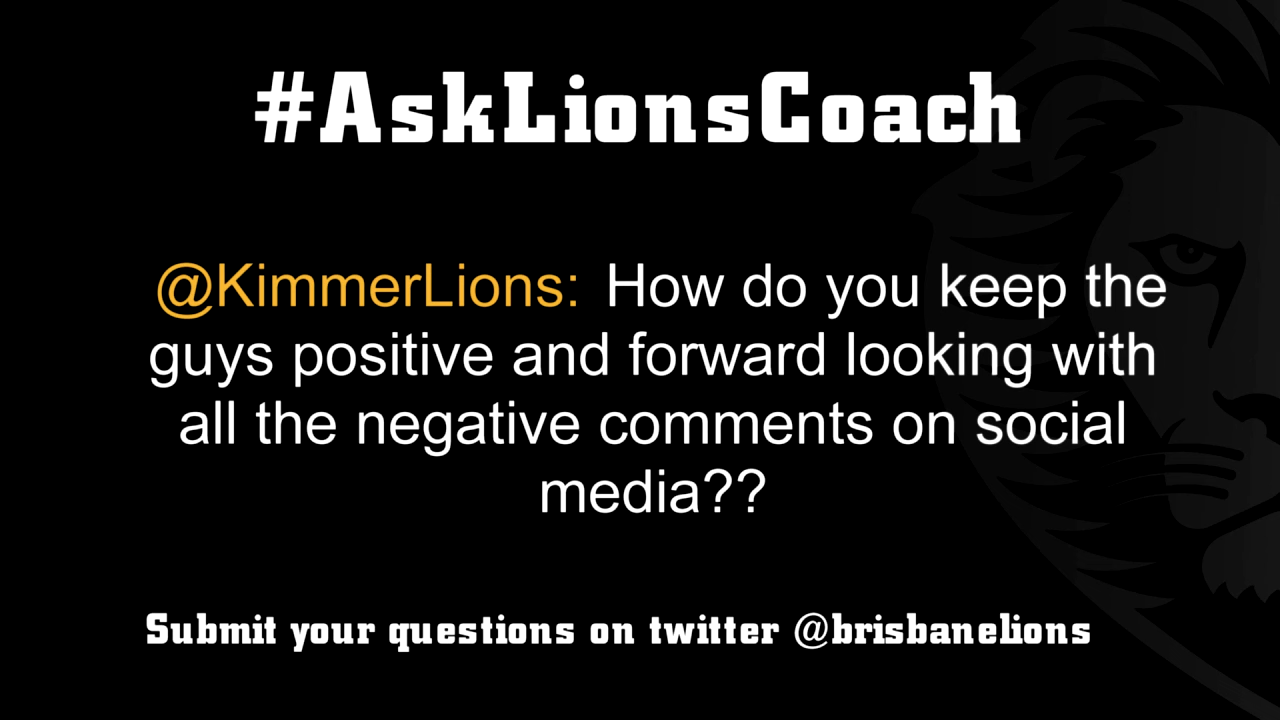 #AskLionsCoach
@KimmerLions: How do you keep the
guys positive and forward looking with
all the negative comments on social
media??
Submit your questions on twitter @brisbanelions